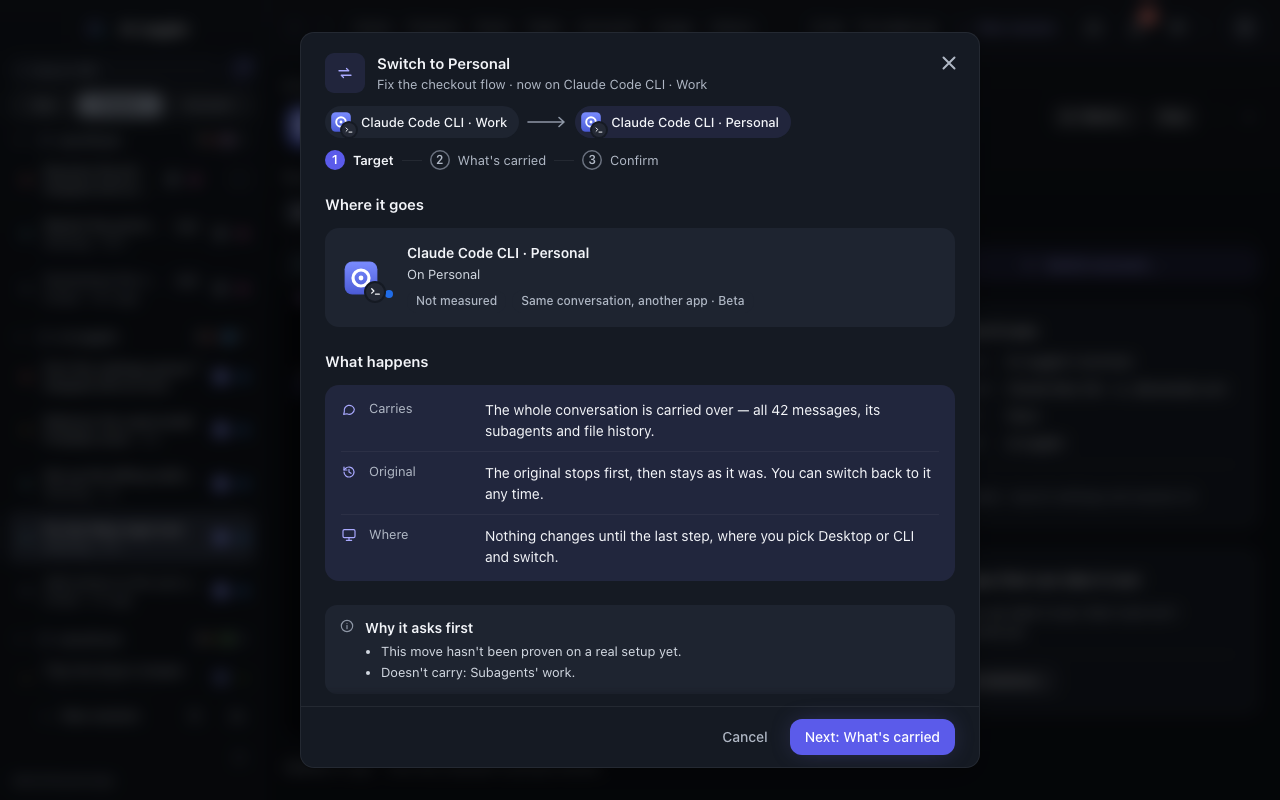 Switch to Personal
Fix the checkout flow · now on Claude Code CLI · Work
Claude Code CLI · Work
Claude Code CLI · Personal
1 Target
2 What's carried
3 Confirm
Where it goes
Claude Code CLI · Personal
On Personal
Not measured
Same conversation, another app · Beta
What happens
Carries
The whole conversation is carried over — all 42 messages, its
subagents and file history.
Original
The original stops first, then stays as it was. You can switch back to it
any time.
Where
Nothing changes until the last step, where you pick Desktop or CLI
and switch.
Why it asks first
• This move hasn't been proven on a real setup yet.
• Doesn't carry: Subagents' work.
Cancel
Next: What's carried